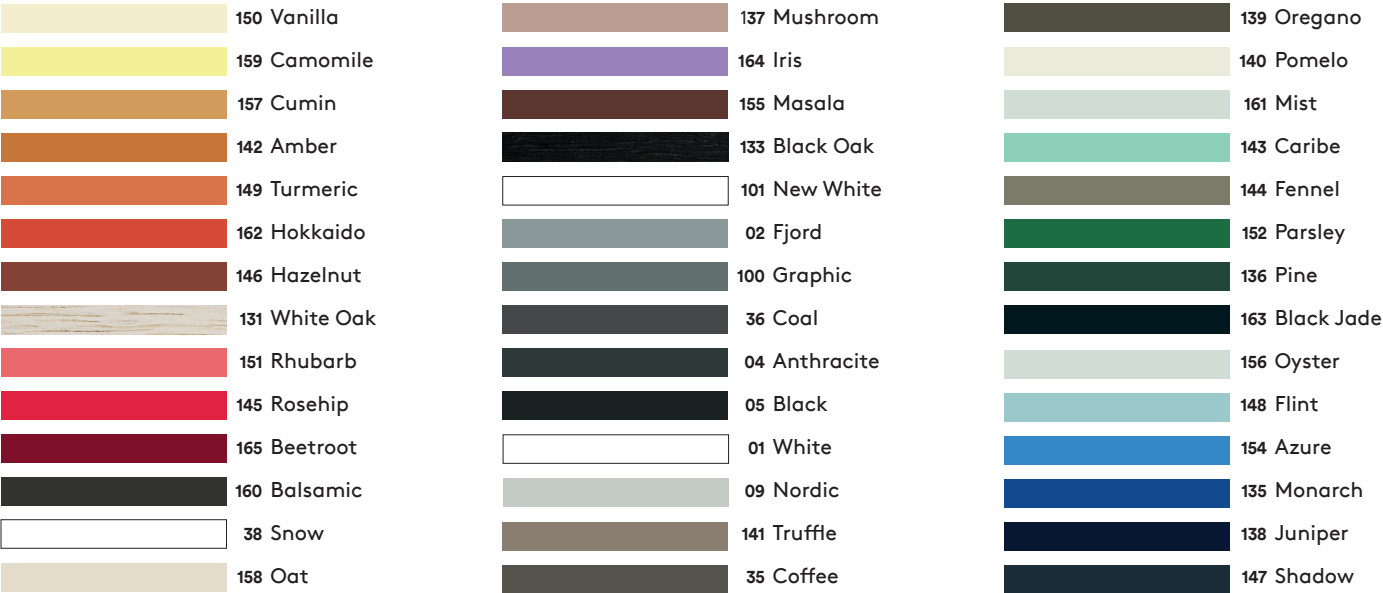 150 Vanilla
159 Camomile
157 Cumin
142 Amber
149 Turmeric
162 Hokkaido
146 Hazelnut
131 White Oak
151 Rhubarb
145 Rosehip
165 Beetroot
160 Balsamic
38 Snow
158 Oat
137 Mushroom
164 Iris
155 Masala
133 Black Oak
101 New White
02 Fjord
100 Graphic
36 Coal
04 Anthracite
05 Black
01 White
09 Nordic
141 Truffle
35 Coffee
139 Oregano
140 Pomelo
161 Mist
143 Caribe
144 Fennel
152 Parsley
136 Pine
163 Black Jade
156 Oyster
148 Flint
154 Azure
135 Monarch
138 Juniper
147 Shadow